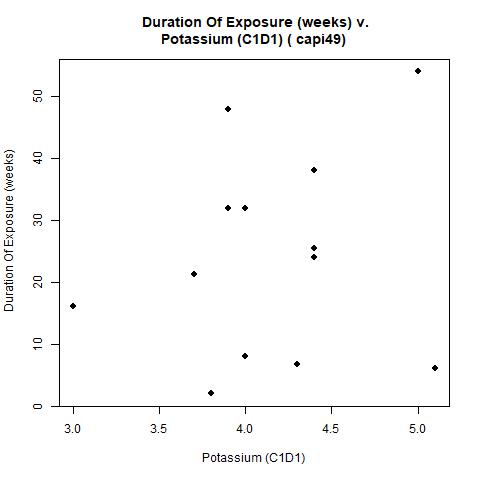 Duration Of Exposure (weeks) v.
Potassium (C1D1) ( capi49)
Duration Of Exposure (weeks)
50
40
30
20
10
0
3.0 3.5 4.0 4.5 5.0
Potassium (C1D1)